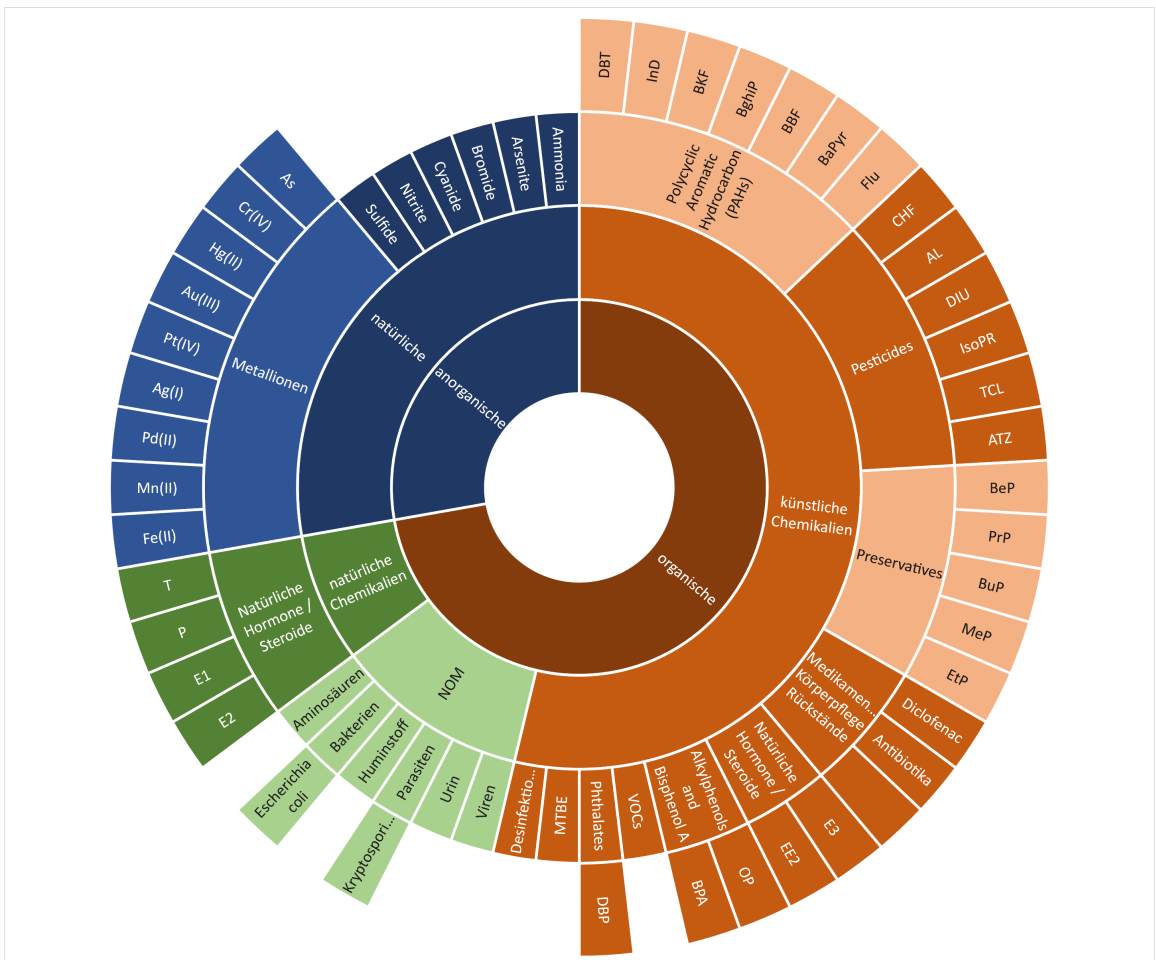 DBT
InD
BKF
BghiP
BBF
BaPyr
Flu
Polycyclic
Aromatic
Hydrocarbon
(PAHs)
CHF
AL
DIU
IsoPR
TCL
ATZ
Pesticides
BeP
PrP
BuP
MeP
EtP
Preservatives
künstliche
Chemikalien
organische
Medikamen...
Körperpflege
Rückstände
Diclofenac
Antibiotika
Natürliche
Hormone /
Steroide
E3
EE2
Alkylphenols
and
Bisphenol A
OP
BPA
VOCs
Phthalates
DBP
MTBE
Desinfektio...
NOM
Viren
Urin
Parasiten
Kryptospori...
Huminstoff
Bakterien
Escherichia
coli
Aminosäuren
natürliche
Chemikalien
Natürliche
Hormone /
Steroide
E2
E1
P
T
anorganische
natürliche
Metallionen
Fe(II)
Mn(II)
Pd(II)
Ag(I)
Pt(IV)
Au(III)
Hg(II)
Cr(IV)
As
Sulfide
Nitrite
Cyanide
Bromide
Arsenite
Ammonia